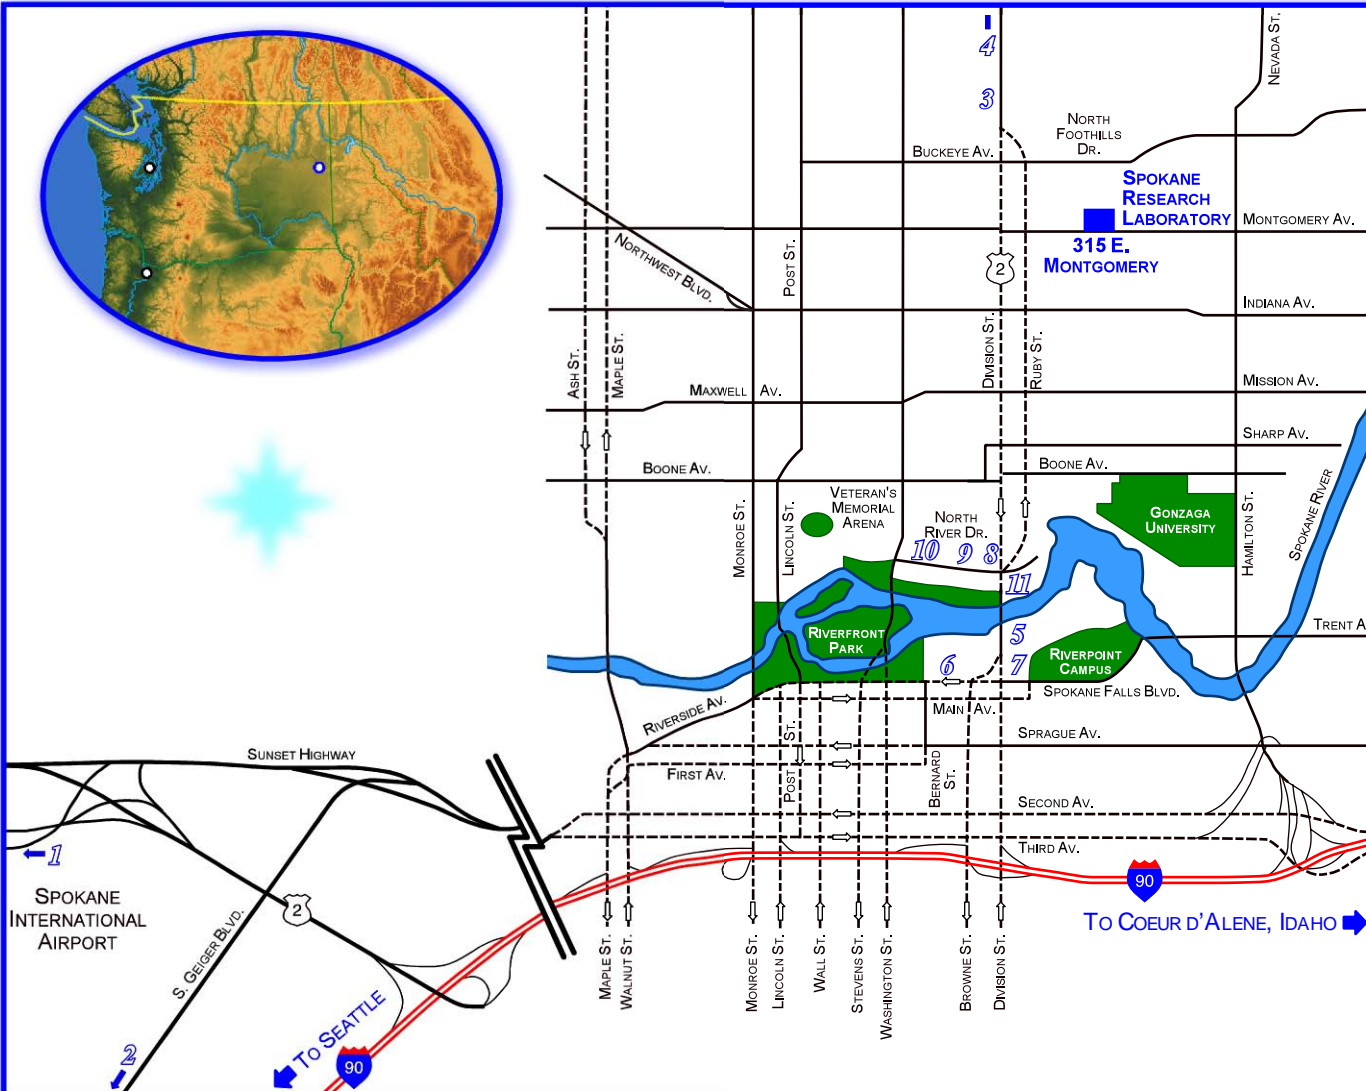 4
3
NEVADA ST.
NORTH
FOOTHILLS
DR.
BUCKEYE AV.
SPOKANE
RESEARCH
LABORATORY
MONTGOMERY AV.
315 E.
MONTGOMERY
NORTHWEST BLVD.
POST ST.
2
INDIANA AV.
ASH ST.
MAPLE ST.
DIVISION ST.
RUBY ST.
MAXWELL AV.
MISSION AV.
SHARP AV.
BOONE AV.
BOONE AV.
VETERAN'S
MEMORIAL
ARENA
NORTH
RIVER DR.
GONZAGA
UNIVERSITY
MONROE ST.
LINCOLN ST.
HAMILTON ST.
SPOKANE RIVER
10
9
8
11
5
7
6
RIVERFRONT
PARK
RIVERPOINT
CAMPUS
TRENT A
SPOKANE FALLS BLVD.
RIVERSIDE AV.
MAIN AV.
SPRAGUE AV.
SUNSET HIGHWAY
FIRST AV.
POST ST.
BERNARD
ST.
SECOND AV.
THIRD AV.
1
SPOKANE
INTERNATIONAL
AIRPORT
2
S. GEIGER BLVD.
90
TO COEUR D'ALENE, IDAHO
MAPLE ST.
WALNUT ST.
MONROE ST.
LINCOLN ST.
WALL ST.
STEVENS ST.
WASHINGTON ST.
BROWNE ST.
DIVISION ST.
TO SEATTLE
90
2